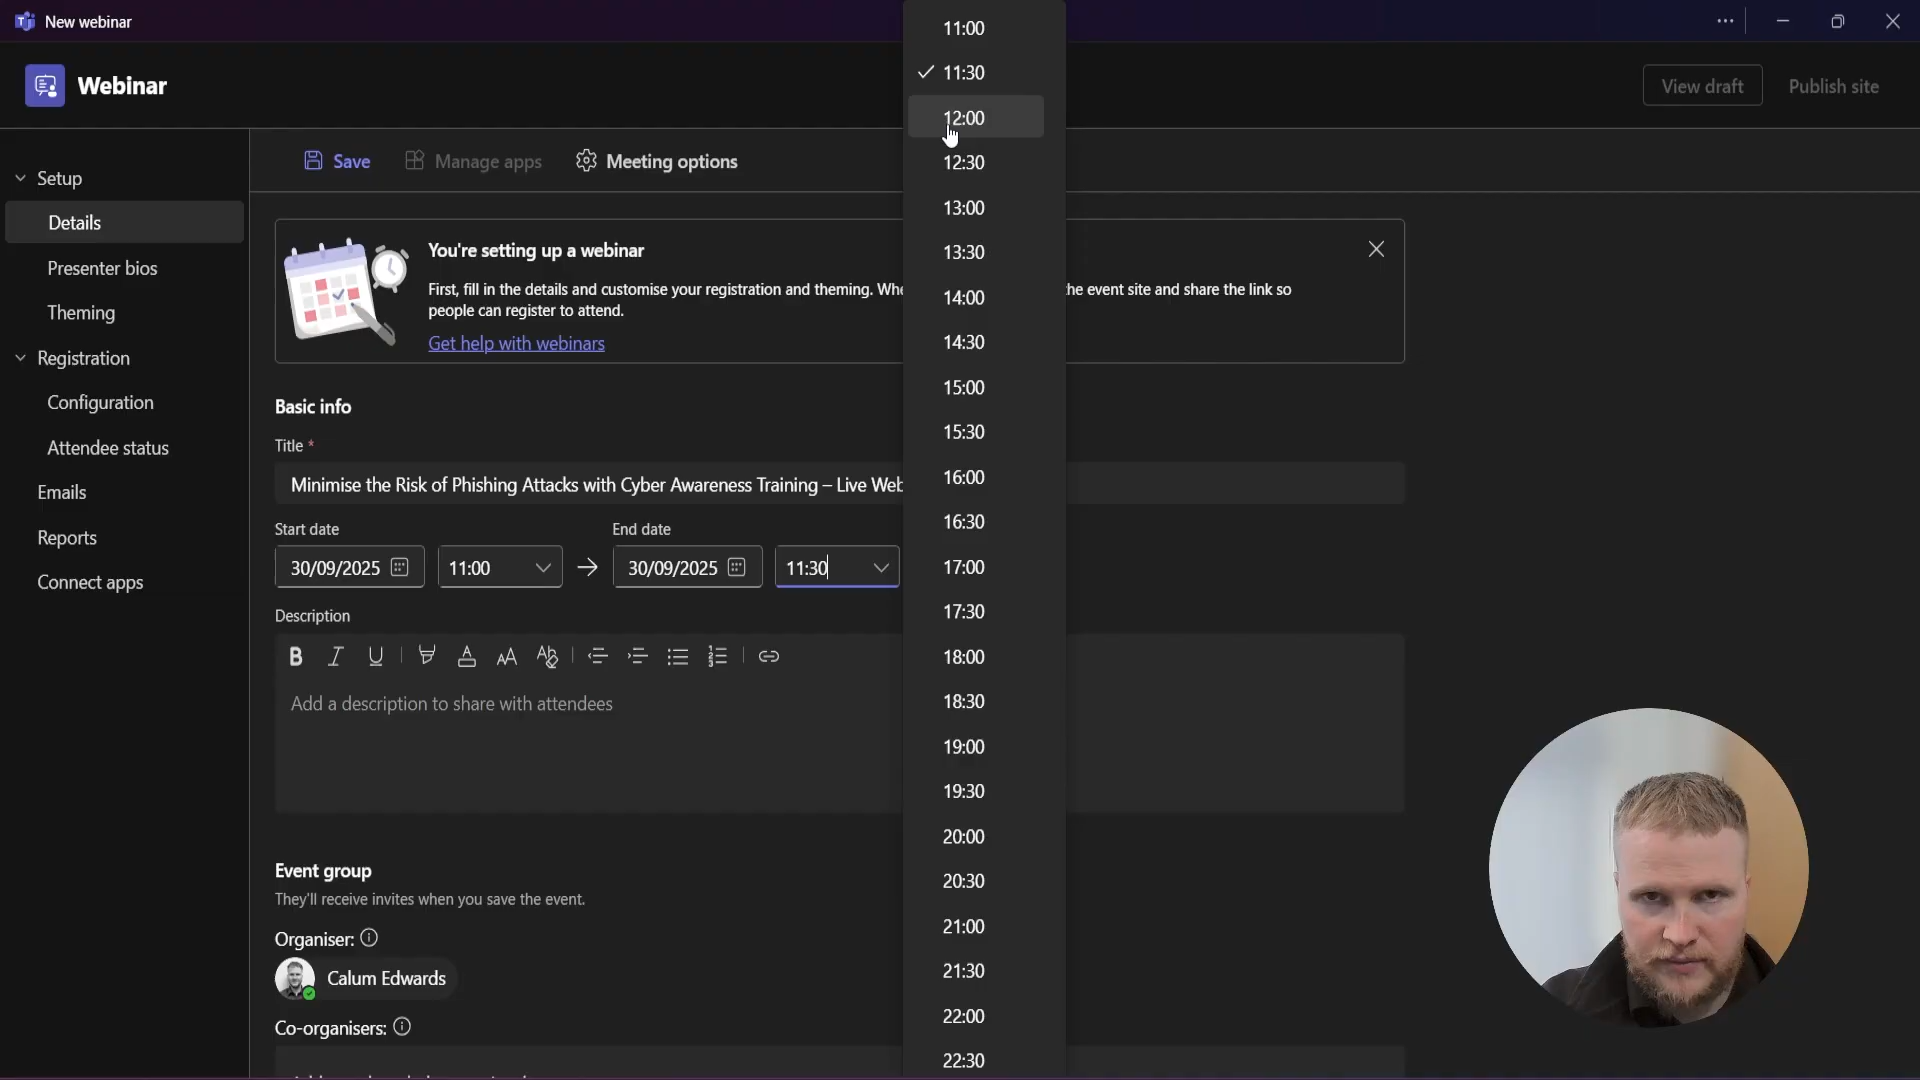 New webinar
Webinar
View draft
Publish site
Setup
Details
Presenter bios
Theming
Registration
Configuration
Attendee status
Emails
Reports
Connect apps
Save
Manage apps
Meeting options
You're setting up a webinar
First, fill in the details and customise your registration and theming. he event site and share the link so
people can register to attend.
Get help with webinars
Basic info
Title *
Minimise the Risk of Phishing Attacks with Cyber Awareness Training – Live
Start date
End date
30/09/2025
11:00
30/09/2025
11:30
Description
Add a description to share with attendees
Event group
They'll receive invites when you save the event.
Organiser:
Calum Edwards
Co-organisers:
11:00
11:30
12:00
12:30
13:00
13:30
14:00
14:30
15:00
15:30
16:00
16:30
17:00
17:30
18:00
18:30
19:00
19:30
20:00
20:30
21:00
21:30
22:00
22:30